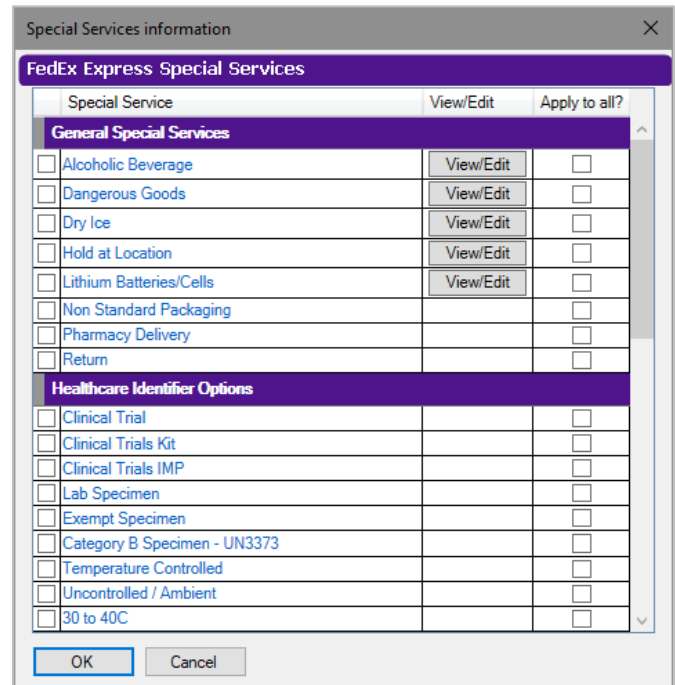 Special Services information
FedEx Express Special Services
Special Service View/Edit Apply to all?
General Special Services
Alcoholic Beverage View/Edit
Dangerous Goods View/Edit
Dry Ice View/Edit
Hold at Location View/Edit
Lithium Batteries/Cells View/Edit
Non Standard Packaging
Pharmacy Delivery
Return
Healthcare Identifier Options
Clinical Trial
Clinical Trials Kit
Clinical Trials IMP
Lab Specimen
Exempt Specimen
Category B Specimen - UN3373
Temperature Controlled
Uncontrolled / Ambient
30 to 40C
OK Cancel